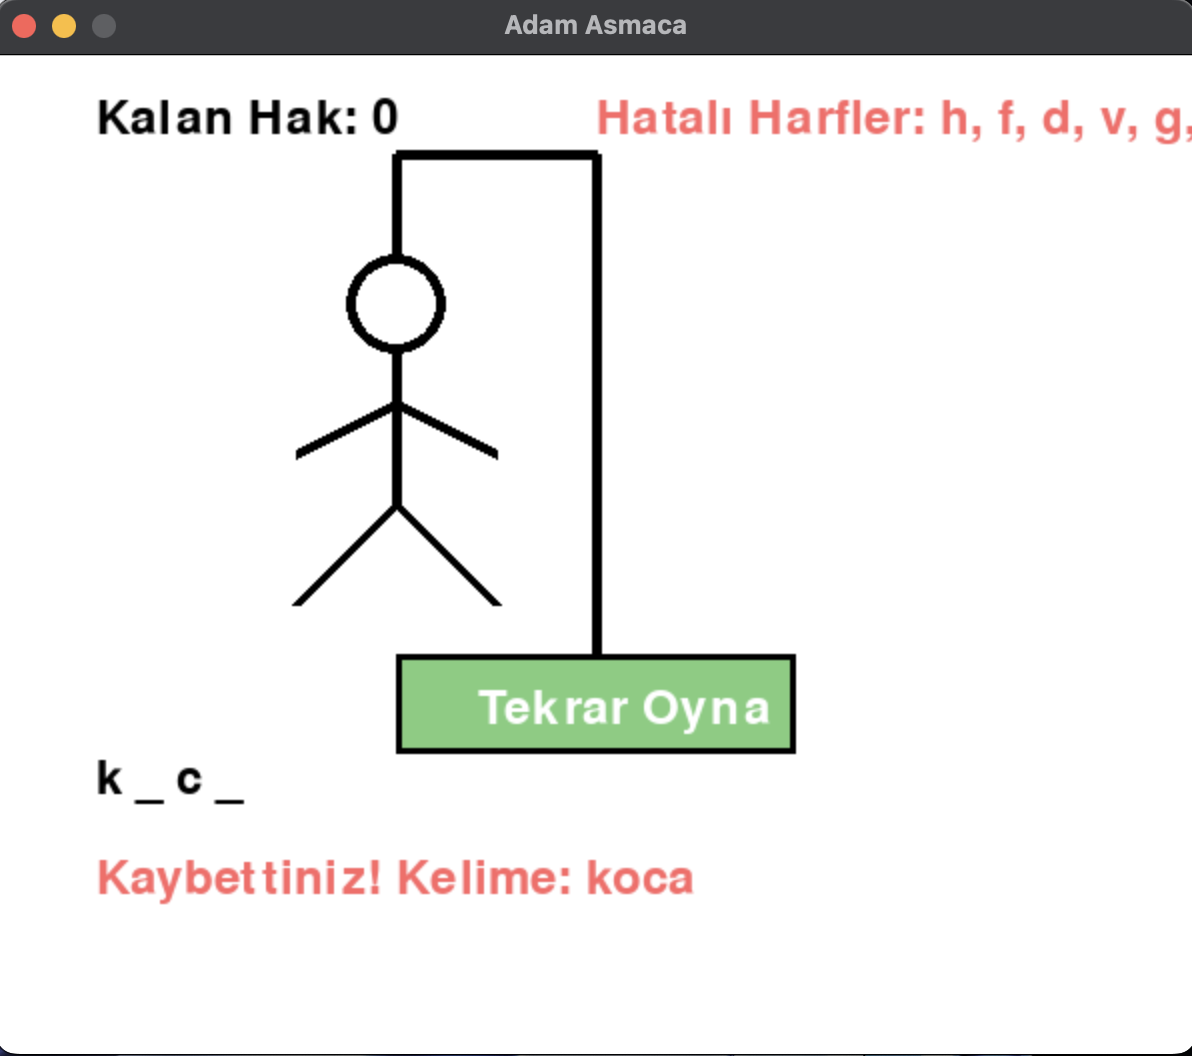 Adam Asmaca
Kalan Hak: 0
Hatalı Harfler: h, f, d, v, g,
Tekrar Oyna
k _ c _
Kaybettiniz! Kelime: koca